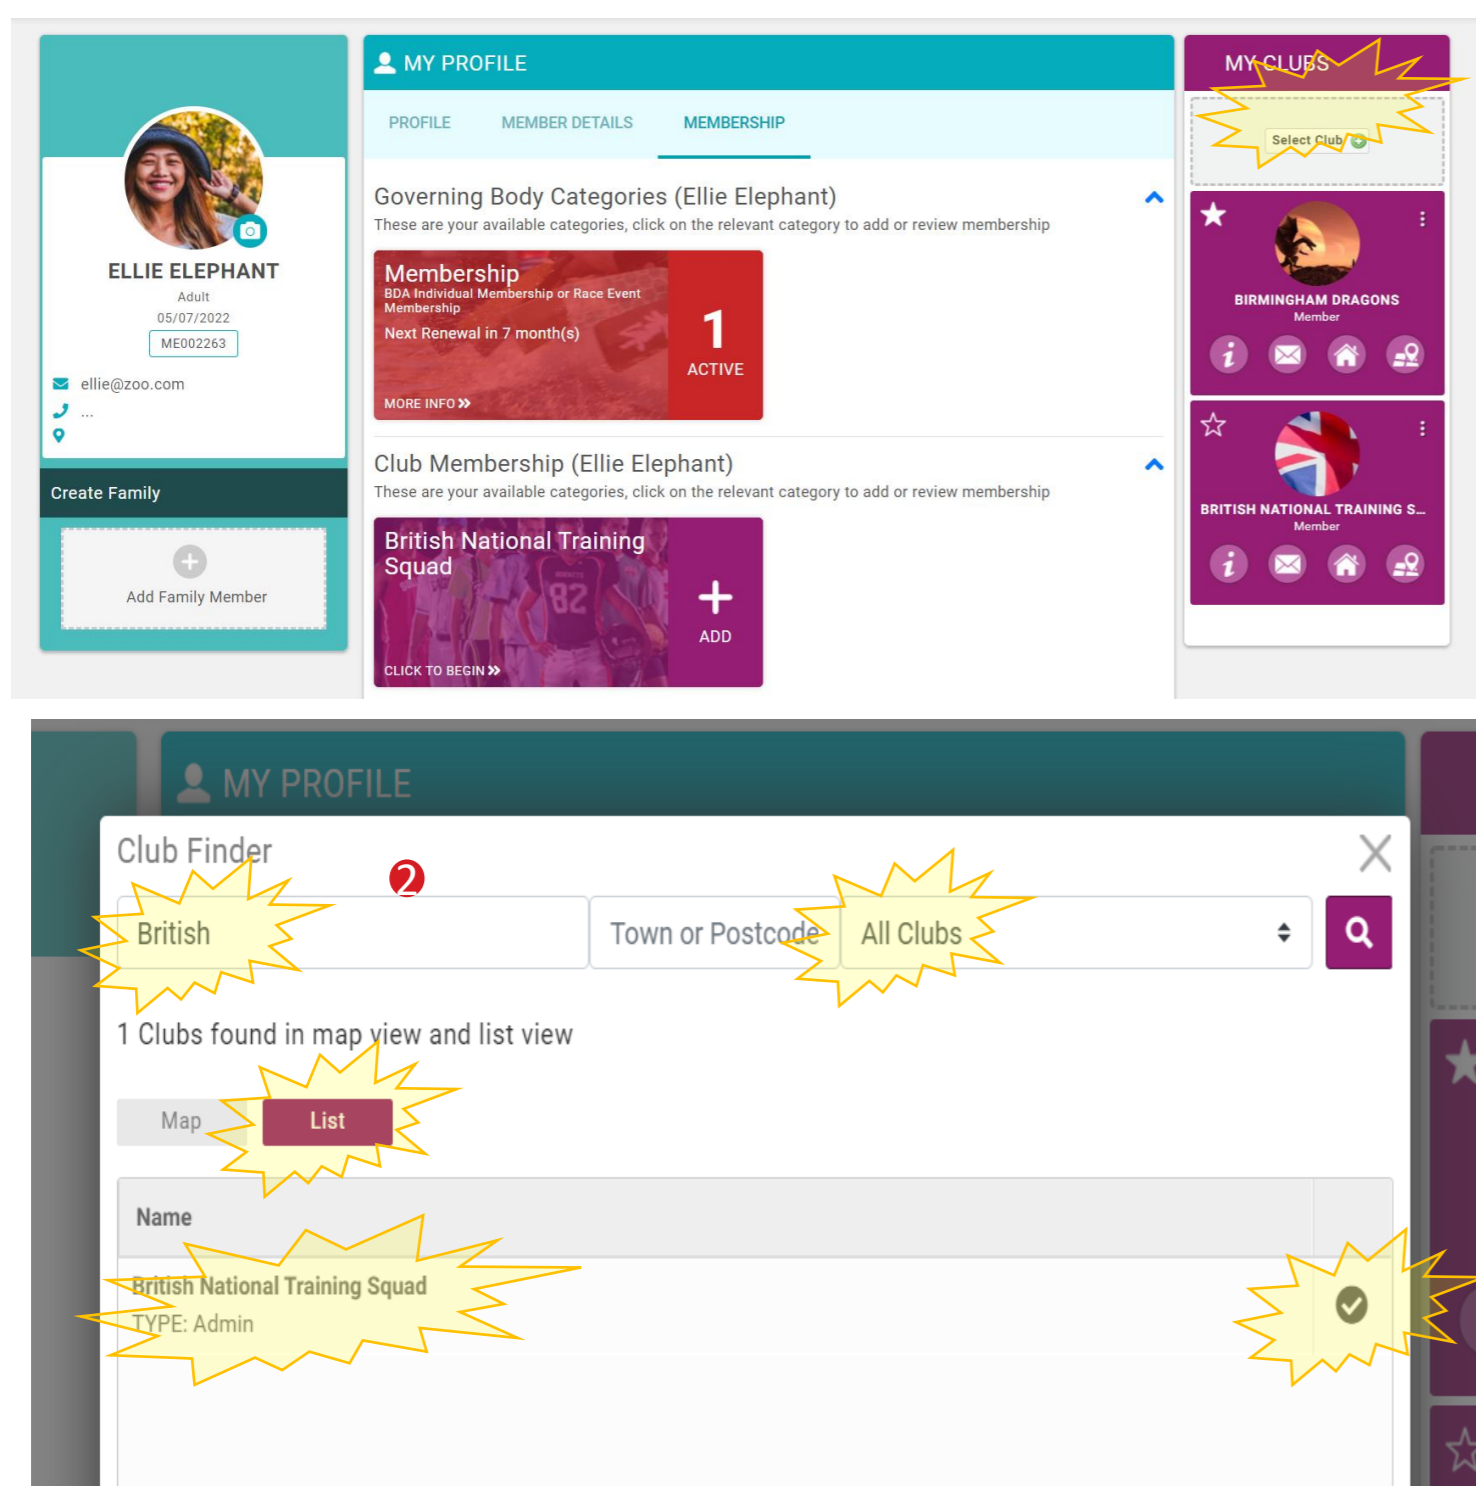 ELLIE ELEPHANT
Adult
05/07/2022
ME002263
ellie@zoo.com
...
Create Family
Add Family Member
MY PROFILE
PROFILE MEMBER DETAILS MEMBERSHIP
Governing Body Categories (Ellie Elephant)
These are your available categories, click on the relevant category to add or review membership
Membership
BDA Individual Membership or Race Event
Membership
Next Renewal in 7 month(s)
MORE INFO
1
ACTIVE
Club Membership (Ellie Elephant)
These are your available categories, click on the relevant category to add or review membership
British National Training
Squad
82
CLICK TO BEGIN
ADD
MY CLUBS
Select Club
BIRMINGHAM DRAGONS
Member
BRITISH NATIONAL TRAINING S...
Member
MY PROFILE
Club Finder
2
British Town or Postcode All Clubs
1 Clubs found in map view and list view
Map List
Name
British National Training Squad
TYPE: Admin